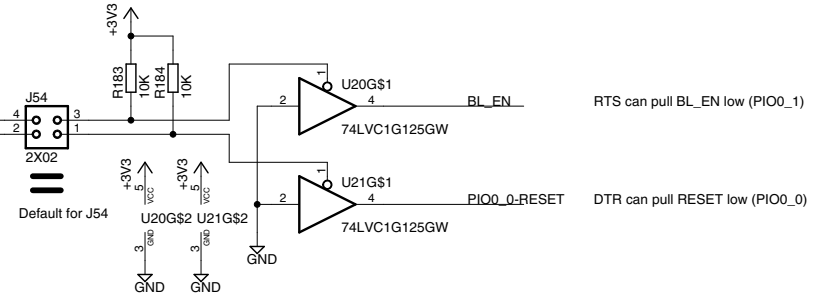 +3V3
R183
10K
R184
10K
J54
4
3
2
1
2X02
Default for J54
1
U20G$1
2
4
BL_EN
RTS can pull BL_EN low (PIO0_1)
74LVC1G125GW
+3V3
5
VCC
+3V3
5
VCC
U20G$2
U21G$2
3
GND
3
GND
GND
GND
1
U21G$1
2
4
PIO0_0-RESET
DTR can pull RESET low (PIO0_0)
74LVC1G125GW
GND